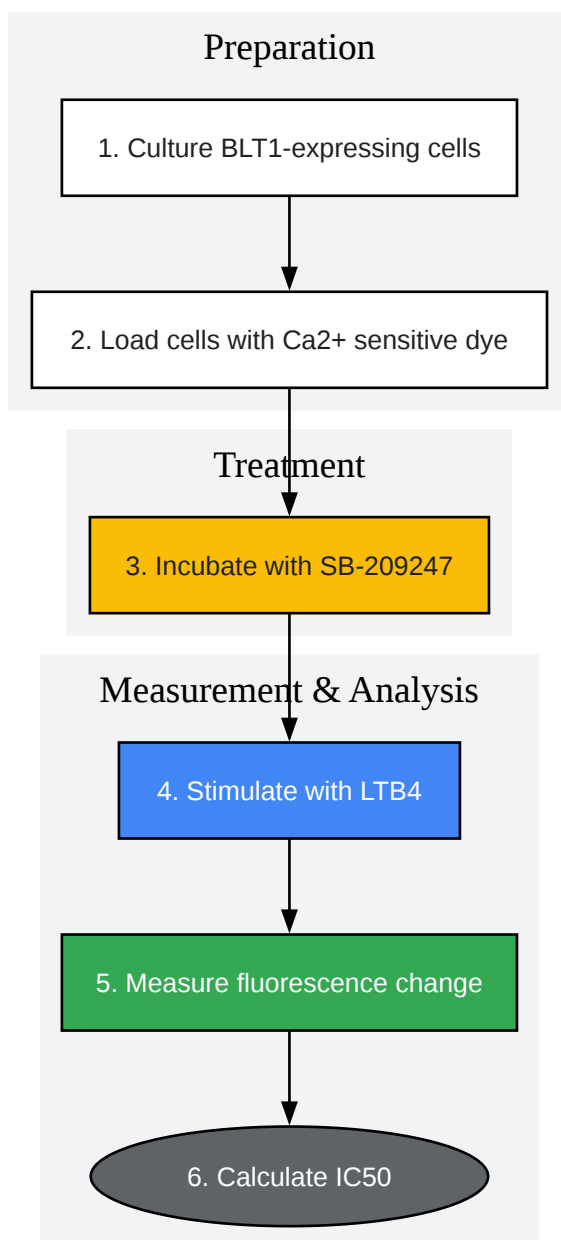 Preparation
1. Culture BLT1-expressing cells
2. Load cells with Ca2+ sensitive dye
Treatment
3. Incubate with SB-209247
Measurement & Analysis
4. Stimulate with LTB4
5. Measure fluorescence change
6. Calculate IC50